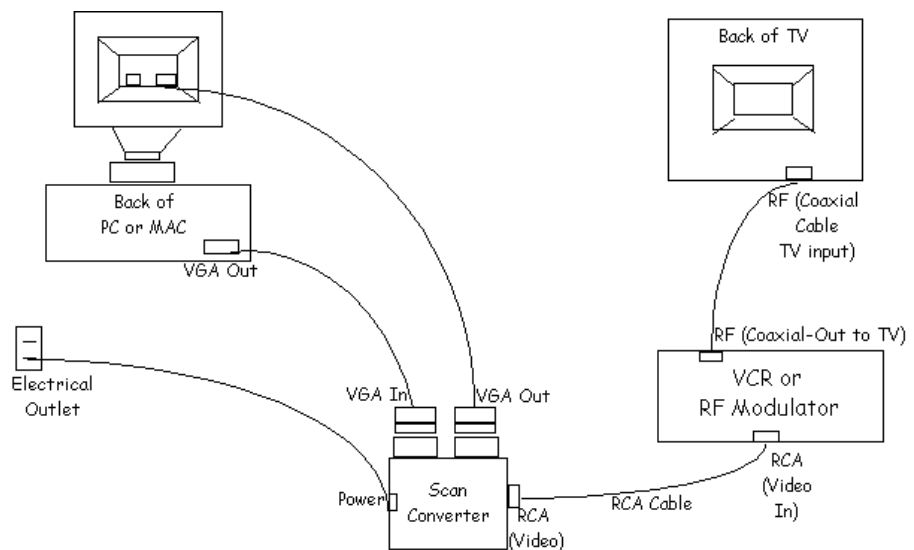 Back of TV
Back of
PC or MAC
VGA Out
RF (Coaxial
Cable
TV input)
RF (Coaxial-Out to TV)
Electrical
Outlet
VGA In
VGA Out
VCR or
RF Modulator
Power
Scan
Converter
RCA
(Video)
RCA Cable
RCA
(Video
In)